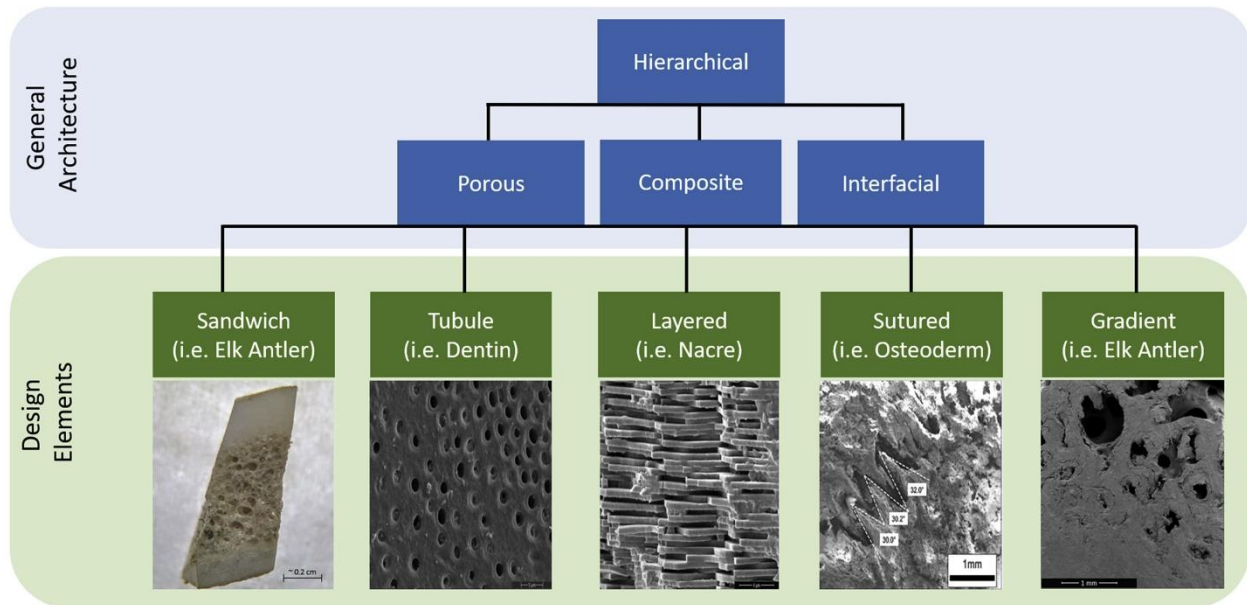 General
Architecture
Hierarchical
Porous
Composite
Interfacial
Design
Elements
Sandwich
(i.e. Elk Antler)
Tubule
(i.e. Dentin)
Layered
(i.e. Nacre)
Sutured
(i.e. Osteoderm)
Gradient
(i.e. Elk Antler)
~0.2 cm
32.0°
30.2°
30.0°
1mm
1 mm